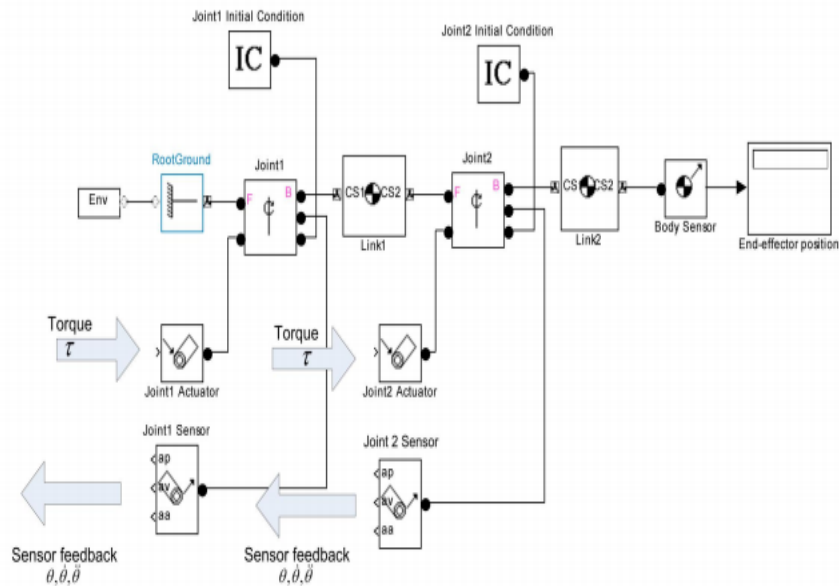 Joint1 Initial Condition
IC
Joint2 Initial Condition
IC
RootGround
Env
Joint1
F
B
CS1 CS2
Link1
Joint2
F
B
CS CS2
Link2
Body Sensor
End-effector position
Torque
τ
Joint1 Actuator
Torque
τ
Joint2 Actuator
Joint1 Sensor
ap
av
aa
Joint 2 Sensor
ap
av
aa
Sensor feedback
θ,θ̇,θ̈
Sensor feedback
θ,θ̇,θ̈